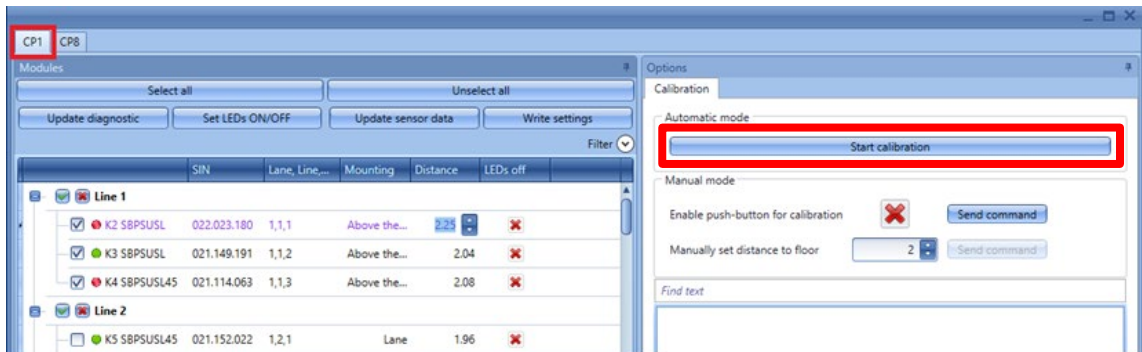 CP1 CP8
Modules
Select all Unselect all
Update diagnostic Set LEDs ON/OFF Update sensor data Write settings
Filter
SIN Lane, Line,... Mounting Distance LEDs off
Line 1
K2 SBPSUSL 022.023.180 1,1,1 Above the... 2.25
K3 SBPSUSL 021.149.191 1,1,2 Above the... 2.04
K4 SBPSUSL45 021.114.063 1,1,3 Above the... 2.08
Line 2
K5 SBPSUSL45 021.152.022 1,2,1 Lane 1.96
Options
Calibration
Automatic mode
Start calibration
Manual mode
Enable push-button for calibration Send command
Manually set distance to floor 2 Send command
Find text